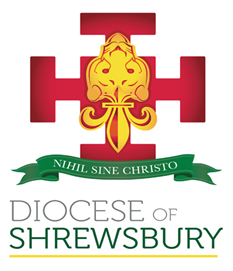 NIHIL SINE CHRISTO
DIOCESE OF
SHREWSBURY